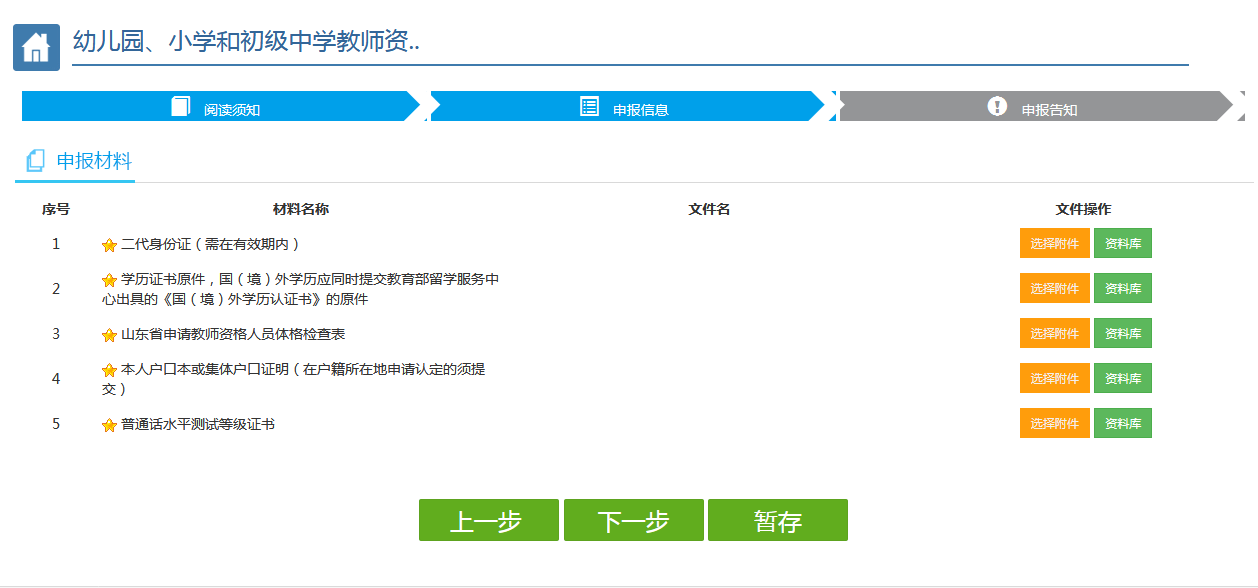 幼儿园、小学和初级中学教师资..
阅读须知
申报信息
申报告知
申报材料
序号 材料名称 文件名 文件操作
1 二代身份证（需在有效期内） 选择附件 资料库
2 学历证书原件，国（境）外学历应同时提交教育部留学服务中
心出具的《国（境）外学历认证书》的原件 选择附件 资料库
3 山东省申请教师资格人员体格检查表 选择附件 资料库
4 本人户口本或集体户口证明（在户籍所在地申请认定的须提
交） 选择附件 资料库
5 普通话水平测试等级证书 选择附件 资料库
上一步 下一步 暂存